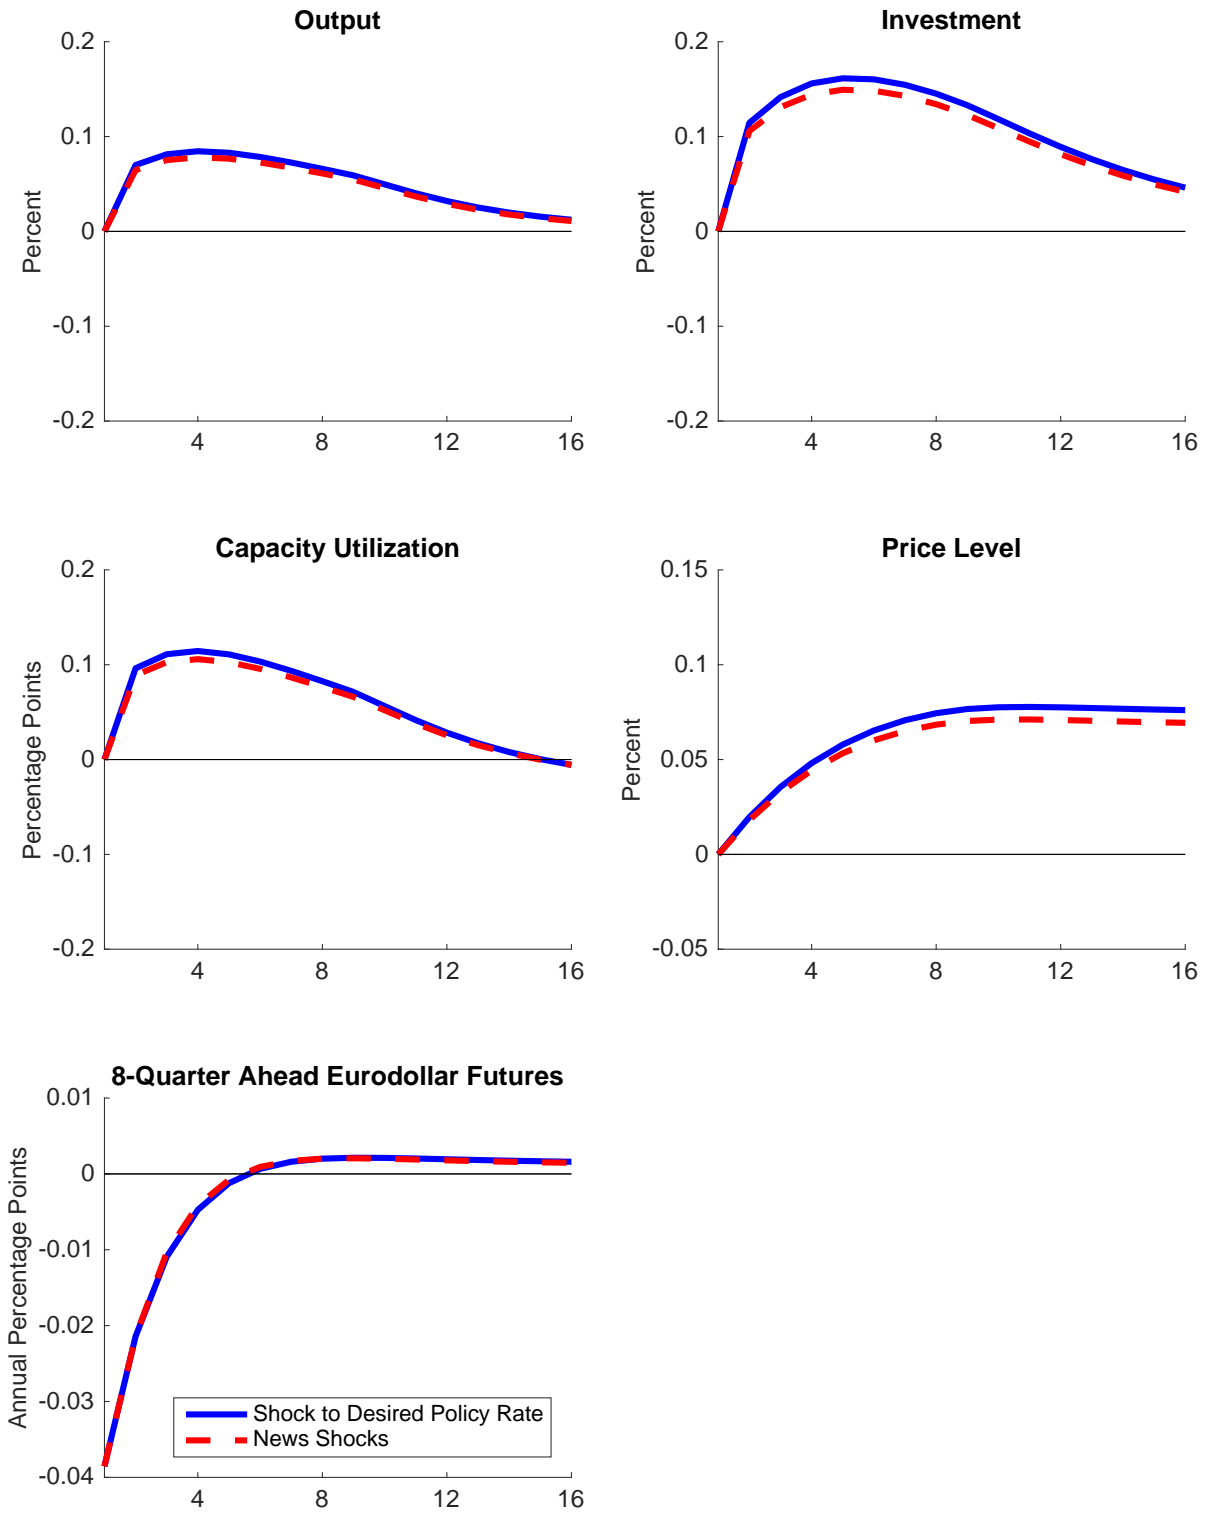 Output
0.2
0.1
0
-0.1
-0.2
Percent
4 8 12 16
Investment
0.2
0.1
0
-0.1
-0.2
Percent
4 8 12 16
Capacity Utilization
0.2
0.1
0
-0.1
-0.2
Percentage Points
4 8 12 16
Price Level
0.15
0.1
0.05
0
-0.05
Percent
4 8 12 16
8-Quarter Ahead Eurodollar Futures
0.01
0
-0.01
-0.02
-0.03
-0.04
Annual Percentage Points
Shock to Desired Policy Rate
News Shocks
4 8 12 16